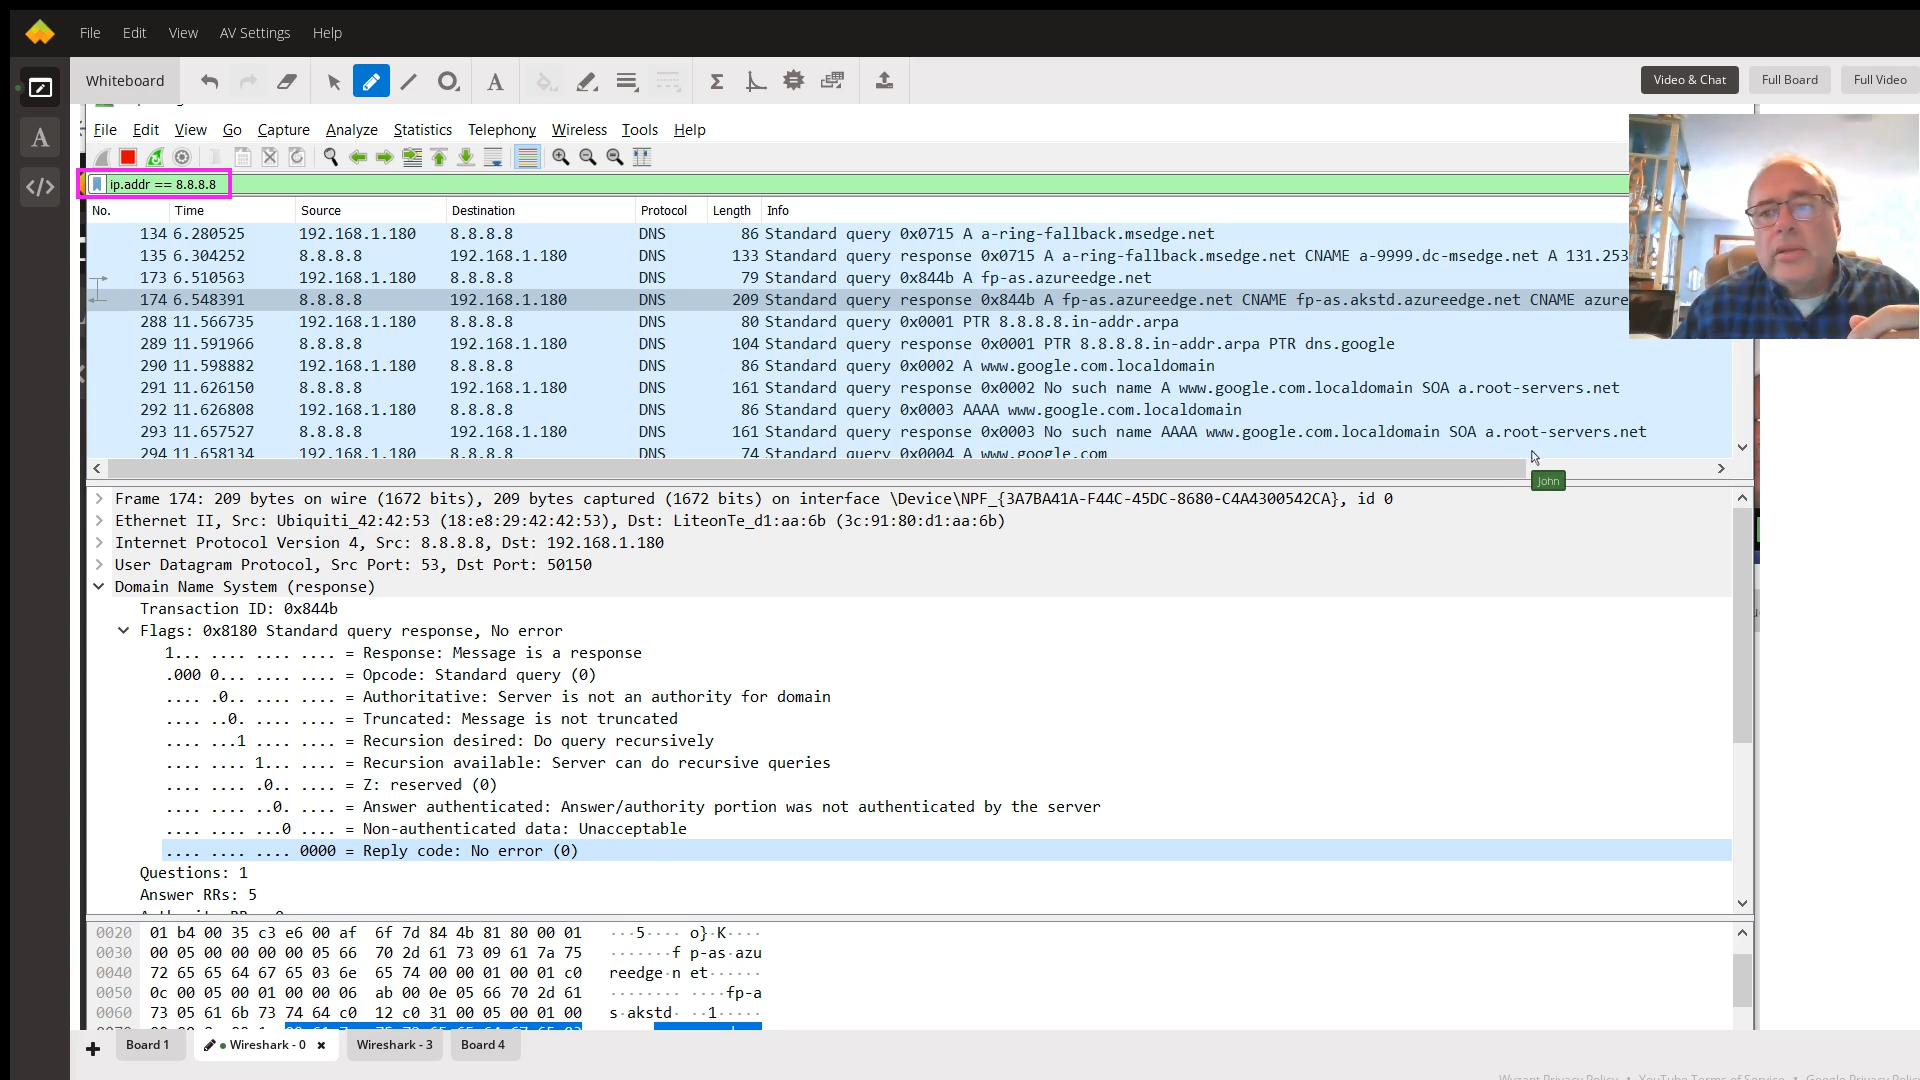 File Edit View AV Settings Help
Whiteboard
Video & Chat Full Board Full Video
File Edit View Go Capture Analyze Statistics Telephony Wireless Tools Help
ip.addr == 8.8.8.8
No. Time Source Destination Protocol Length Info
134 6.280525 192.168.1.180 8.8.8.8 DNS 86 Standard query 0x0715 A a-ring-fallback.msedge.net
135 6.304252 8.8.8.8 192.168.1.180 DNS 133 Standard query response 0x0715 A a-ring-fallback.msedge.net CNAME a-9999.dc-msedge.net A 131.253
173 6.510563 192.168.1.180 8.8.8.8 DNS 79 Standard query 0x844b A fp-as.azureedge.net
174 6.548391 8.8.8.8 192.168.1.180 DNS 209 Standard query response 0x844b A fp-as.azureedge.net CNAME fp-as.akstd.azureedge.net CNAME azure
288 11.566735 192.168.1.180 8.8.8.8 DNS 80 Standard query 0x0001 PTR 8.8.8.8.in-addr.arpa
289 11.591966 8.8.8.8 192.168.1.180 DNS 104 Standard query response 0x0001 PTR 8.8.8.8.in-addr.arpa PTR dns.google
290 11.598882 192.168.1.180 8.8.8.8 DNS 86 Standard query 0x0002 A www.google.com.localdomain
291 11.626150 8.8.8.8 192.168.1.180 DNS 161 Standard query response 0x0002 No such name A www.google.com.localdomain SOA a.root-servers.net
292 11.626808 192.168.1.180 8.8.8.8 DNS 86 Standard query 0x0003 AAAA www.google.com.localdomain
293 11.657527 8.8.8.8 192.168.1.180 DNS 161 Standard query response 0x0003 No such name AAAA www.google.com.localdomain SOA a.root-servers.net
294 11.658134 192.168.1.180 8.8.8.8 DNS 74 Standard query 0x0004 A www.google.com
John
Frame 174: 209 bytes on wire (1672 bits), 209 bytes captured (1672 bits) on interface \Device\NPF_{3A7BA41A-F44C-45DC-8680-C4A4300542CA}, id 0
Ethernet II, Src: Ubiquiti_42:42:53 (18:e8:29:42:42:53), Dst: LiteonTe_d1:aa:6b (3c:91:80:d1:aa:6b)
Internet Protocol Version 4, Src: 8.8.8.8, Dst: 192.168.1.180
User Datagram Protocol, Src Port: 53, Dst Port: 50150
Domain Name System (response)
Transaction ID: 0x844b
Flags: 0x8180 Standard query response, No error
1... .... .... .... = Response: Message is a response
.000 0... .... .... = Opcode: Standard query (0)
.... .0.. .... .... = Authoritative: Server is not an authority for domain
.... ..0. .... .... = Truncated: Message is not truncated
.... ...1 .... .... = Recursion desired: Do query recursively
.... .... 1... .... = Recursion available: Server can do recursive queries
.... .... .0.. .... = Z: reserved (0)
.... .... ..0. .... = Answer authenticated: Answer/authority portion was not authenticated by the server
.... .... ...0 .... = Non-authenticated data: Unacceptable
.... .... .... 0000 = Reply code: No error (0)
Questions: 1
Answer RRs: 5
0020 01 b4 00 35 c3 e6 00 af 6f 7d 84 4b 81 80 00 01 ···5···· o}·K····
0030 00 05 00 00 00 00 05 66 70 2d 61 73 09 61 7a 75 ·······f p-as·azu
0040 72 65 65 64 67 65 03 6e 65 74 00 00 01 00 01 c0 reedge·n et······
0050 0c 00 05 00 01 00 00 06 ab 00 0e 05 66 70 2d 61 ········ ····fp-a
0060 73 05 61 6b 73 74 64 c0 12 c0 31 00 05 00 01 00 s·akstd· ··1·····
Board 1 Wireshark - 0 Wireshark - 3 Board 4